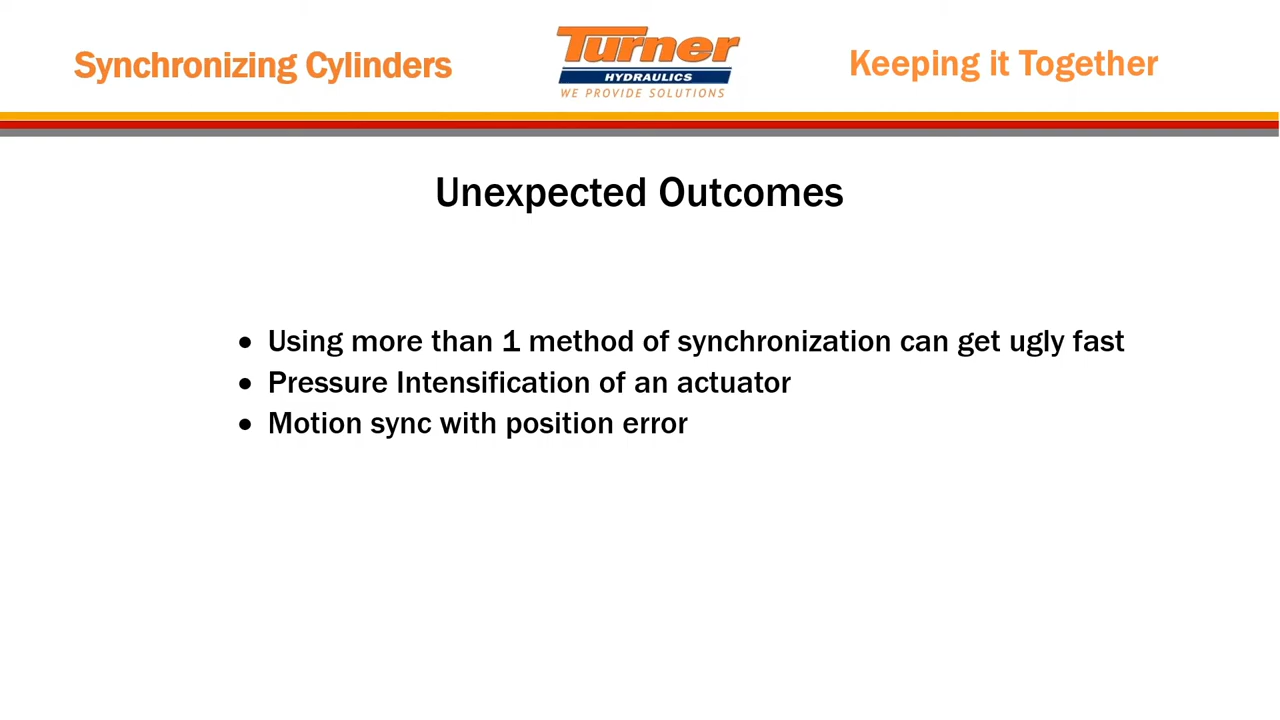 Synchronizing Cylinders
Turner
HYDRAULICS
WE PROVIDE SOLUTIONS
Keeping it Together
Unexpected Outcomes
• Using more than 1 method of synchronization can get ugly fast
• Pressure Intensification of an actuator
• Motion sync with position error